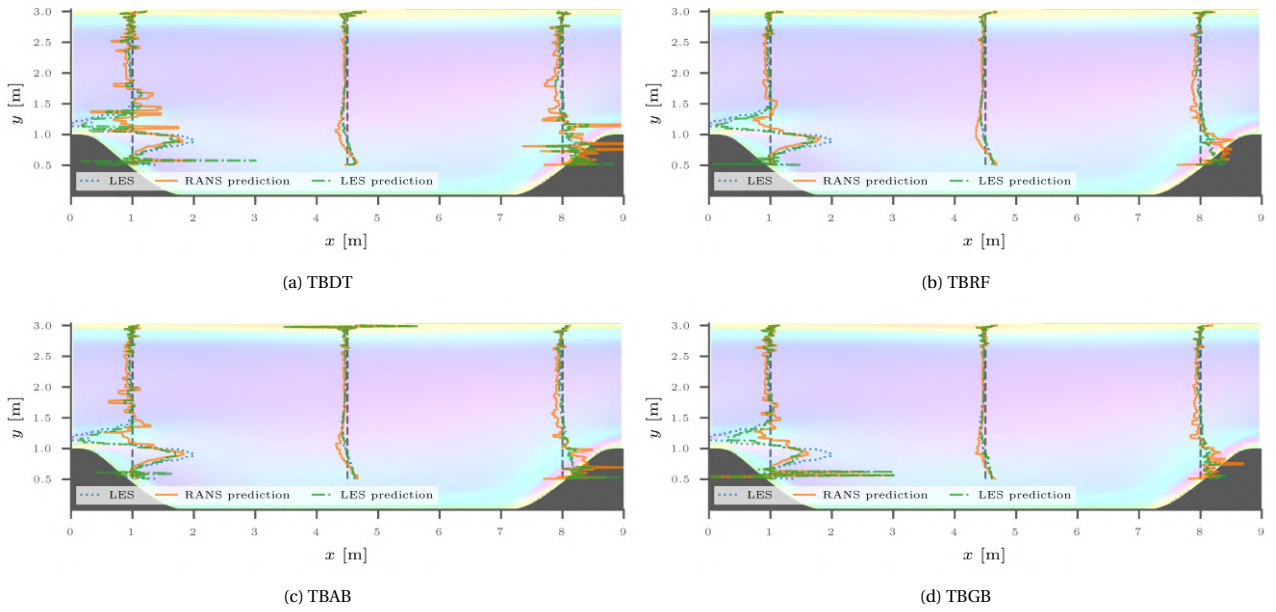 3.0 3.0
2.5 2.5
2.0 2.0
y [m] y [m]
1.5 1.5
1.0 1.0
0.5 0.5
LES RANS prediction LES prediction LES RANS prediction LES prediction
0 1 2 3 4 5 6 7 8 9 0 1 2 3 4 5 6 7 8 9
x [m] x [m]
(a) TBDT (b) TBRF
3.0 3.0
2.5 2.5
2.0 2.0
y [m] y [m]
1.5 1.5
1.0 1.0
0.5 0.5
LES RANS prediction LES prediction LES RANS prediction LES prediction
0 1 2 3 4 5 6 7 8 9 0 1 2 3 4 5 6 7 8 9
x [m] x [m]
(c) TBAB (d) TBGB